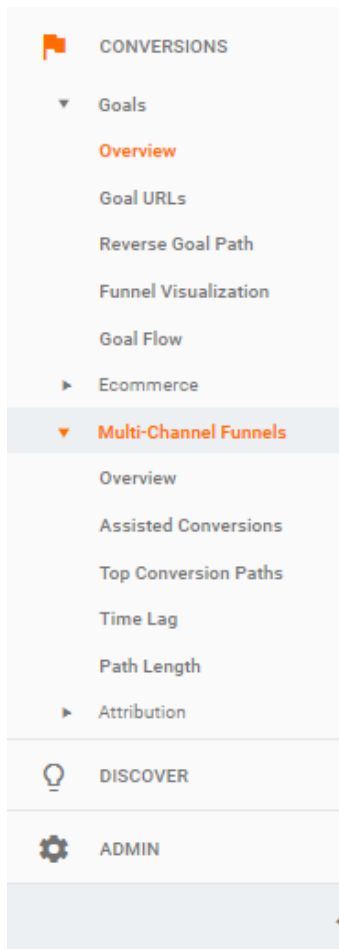 CONVERSIONS
Goals
Overview
Goal URLs
Reverse Goal Path
Funnel Visualization
Goal Flow
Ecommerce
Multi-Channel Funnels
Overview
Assisted Conversions
Top Conversion Paths
Time Lag
Path Length
Attribution
DISCOVER
ADMIN